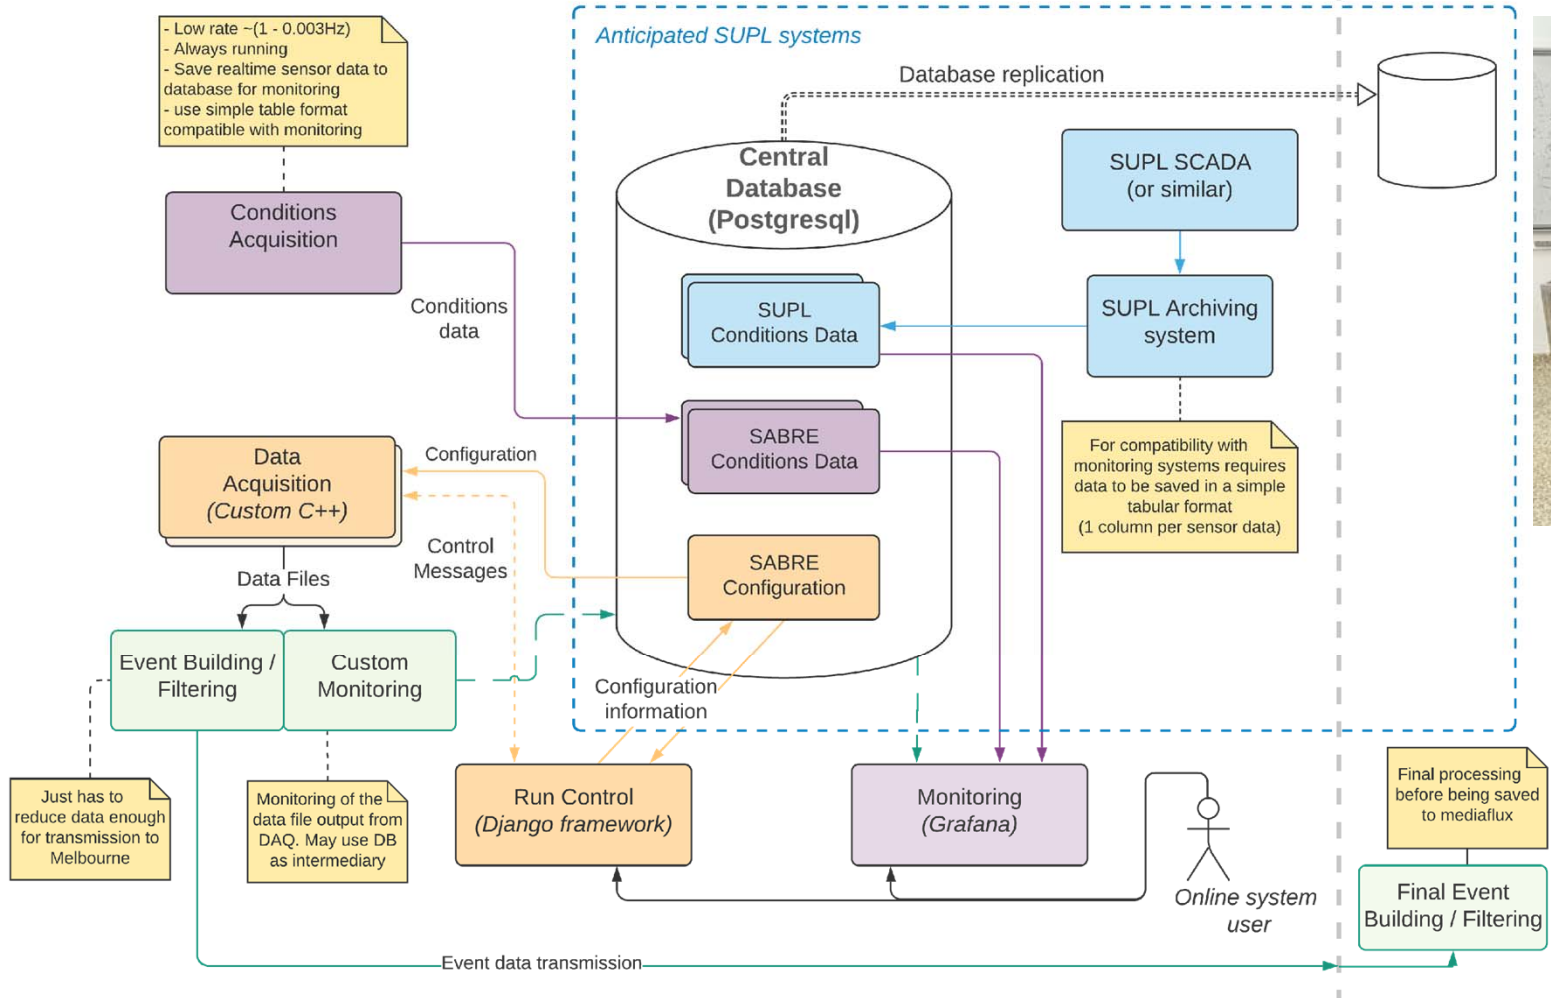 - Low rate ~(1 - 0.003Hz)
- Always running
- Save realtime sensor data to
database for monitoring
- use simple table format
compatible with monitoring
Anticipated SUPL systems
Database replication
Central
Database
(Postgresql)
SUPL SCADA
(or similar)
Conditions
Acquisition
Conditions
data
SUPL
Conditions Data
SUPL Archiving
system
SABRE
Conditions Data
For compatibility with
monitoring systems requires
data to be saved in a simple
tabular format
(1 column per sensor data)
Data
Acquisition
(Custom C++)
Configuration
Control
Messages
SABRE
Configuration
Data Files
Event Building /
Filtering
Custom
Monitoring
Configuration
information
Just has to
reduce data enough
for transmission to
Melbourne
Monitoring of the
data file output from
DAQ. May use DB
as intermediary
Run Control
(Django framework)
Monitoring
(Grafana)
Online system
user
Final processing
before being saved
to mediaflux
Final Event
Building / Filtering
Event data transmission